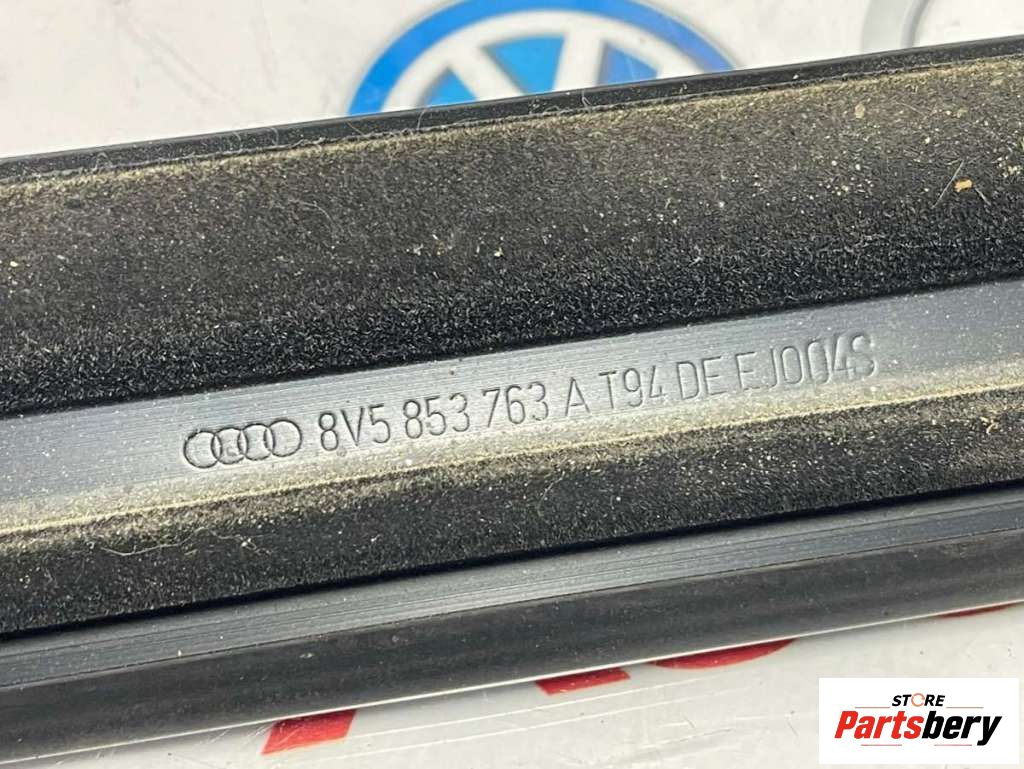 8V5 853 763 A T94 DE EJ004S
STORE
Partsbery